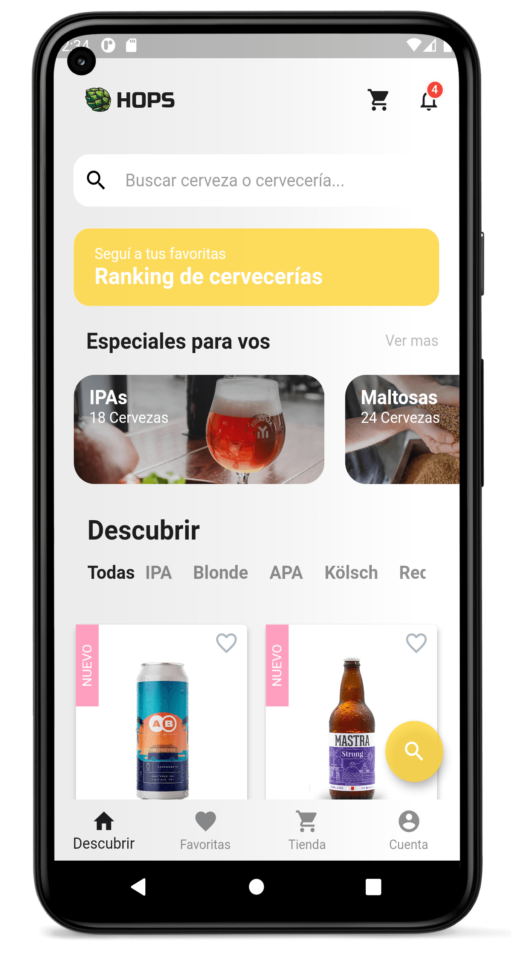 2:34
HOPS
4
Buscar cerveza o cervecería...
Seguí a tus favoritas
Ranking de cervecerías
Especiales para vos
Ver mas
IPAs
18 Cervezas
Maltosas
24 Cervezas
Descubrir
Todas IPA Blonde APA Kölsch Rec
NUEVO
NUEVO
AB
MASTRA
Strong
Descubrir
Favoritas
Tienda
Cuenta